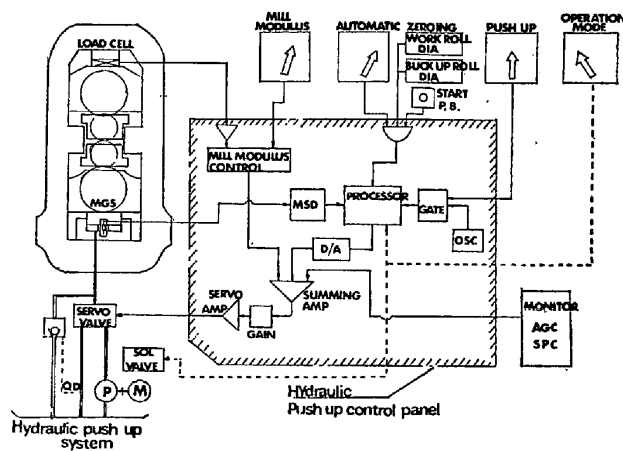 MILL
MODULUS
AUTOMATIC
ZEROING
WORK ROLL
DIA
BUCK UP ROLL
DIA
START
P.B.
PUSH UP
OPERATION
MODE
LOAD CELL
MILL MODULUS
CONTROL
MGS
MSD
PROCESSOR
GATE
OSC
D/A
SUMMING
AMP
SERVO
AMP
GAIN
SERVO
VALVE
SOL
VALVE
MONITOR
AGC
SPC
P
M
Hydraulic
Push up control panel
Hydraulic push up
system